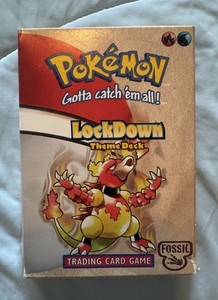 POKéMON
Gotta catch 'em all!
LockDown
Theme Deck
FOSSIL
TRADING CARD GAME